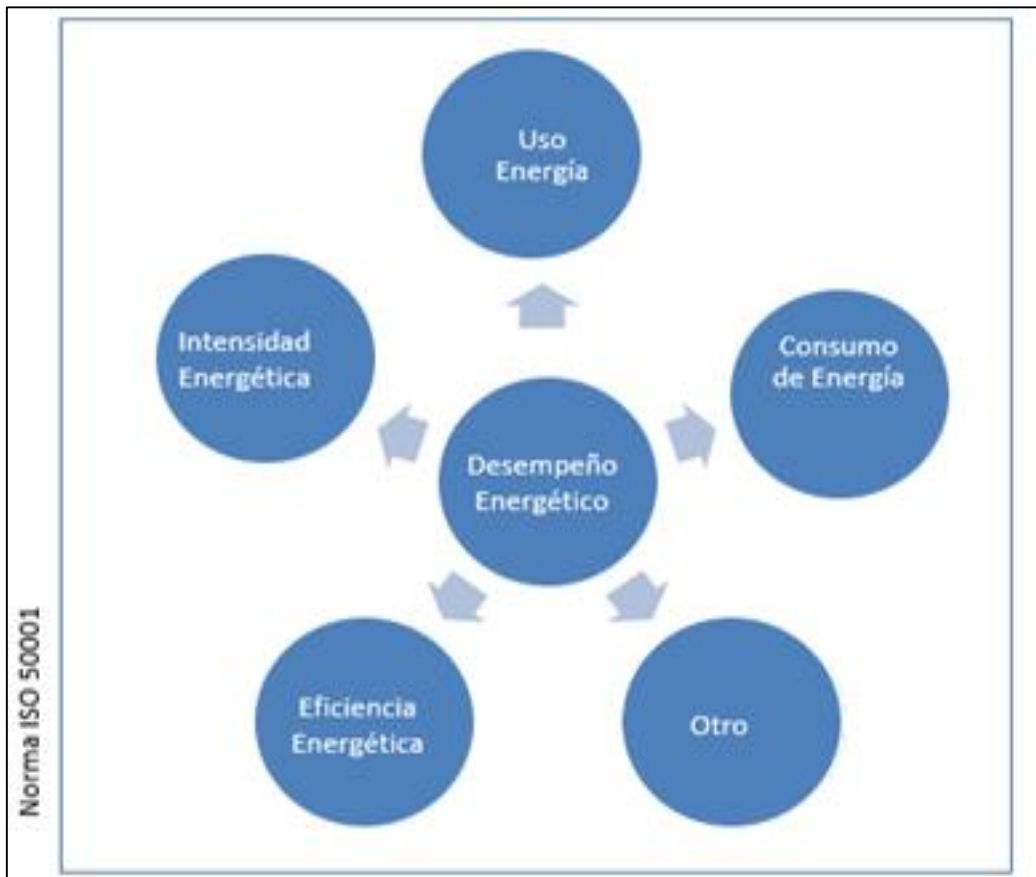 Uso
Energía
Intensidad
Energética
Consumo
de Energía
Desempeño
Energético
Eficiencia
Energética
Otro
Norma ISO 50001